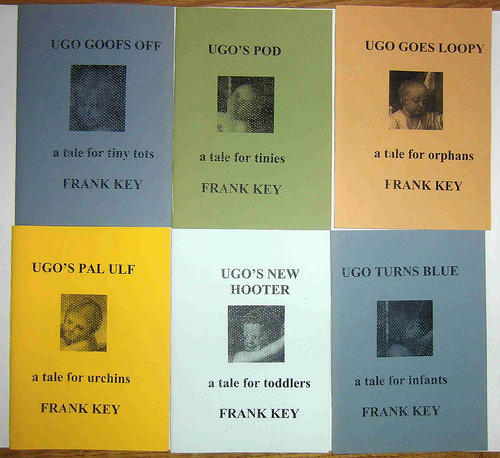 UGO GOOFS OFF
a tale for tiny tots
FRANK KEY
UGO'S POD
a tale for tinies
FRANK KEY
UGO GOES LOOPY
a tale for orphans
FRANK KEY
UGO'S PAL ULF
a tale for urchins
FRANK KEY
UGO'S NEW
HOOTER
a tale for toddlers
FRANK KEY
UGO TURNS BLUE
a tale for infants
FRANK KEY